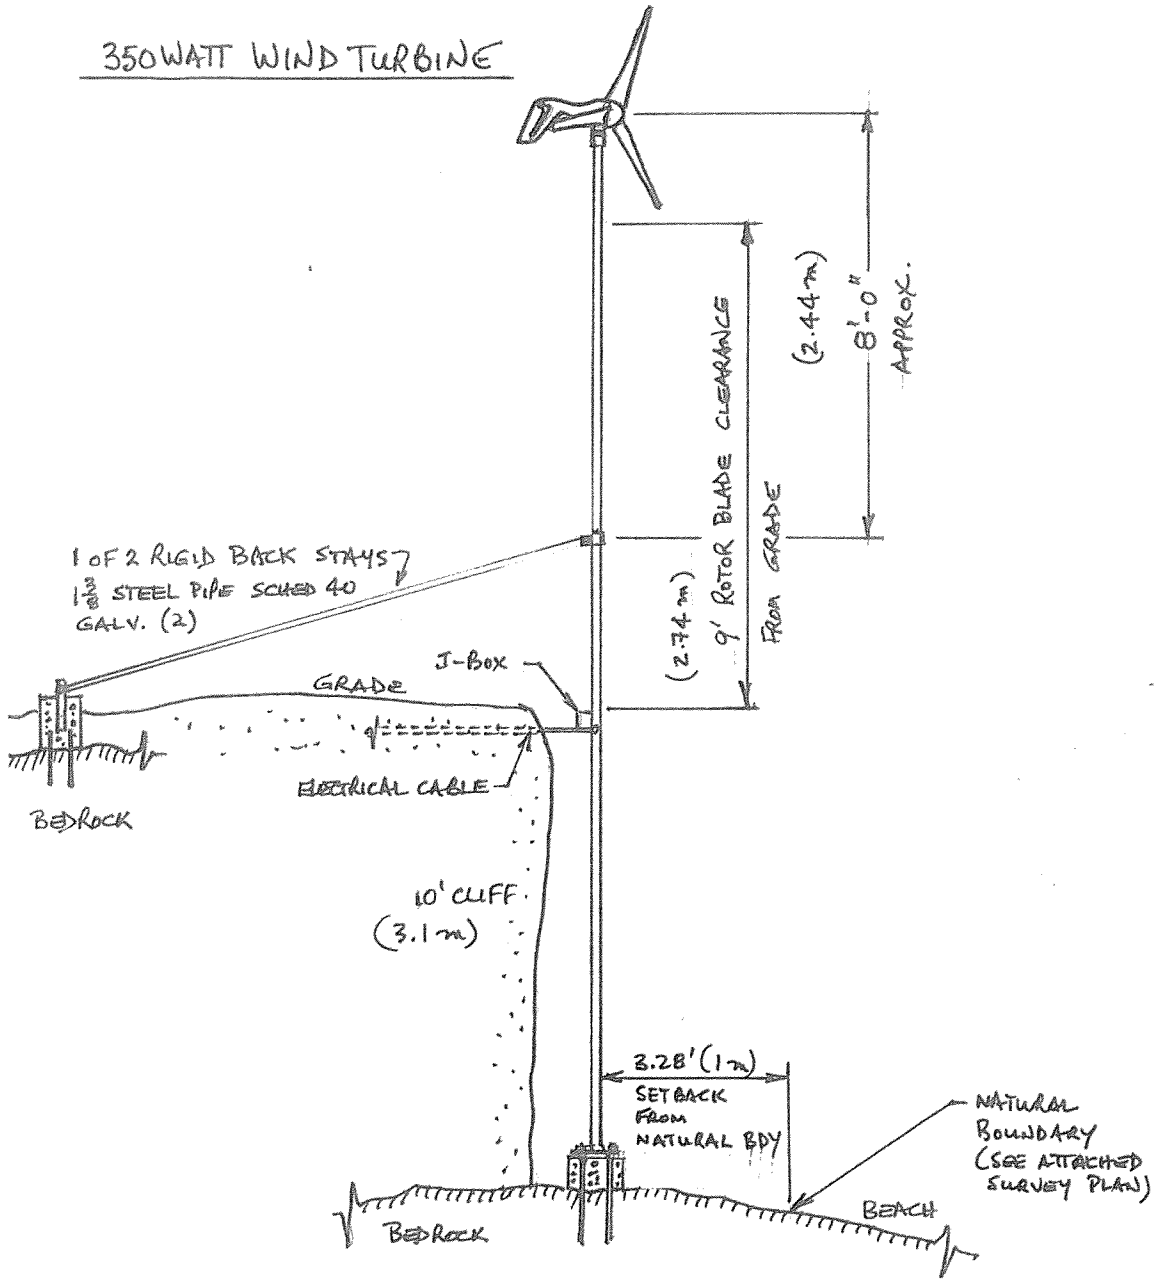 350 WATT WIND TURBINE
(2.44m)
8'-0"
APPROX.
(2.74m)
9' ROTOR BLADE CLEARANCE
FROM GRADE
1 OF 2 RIGID BACK STAYS
1 3/8 STEEL PIPE SCHED 40
GALV. (2)
J-BOX
GRADE
ELECTRICAL CABLE
BEDROCK
10' CLIFF
(3.1m)
3.28' (1m)
SETBACK
FROM
NATURAL BDY
NATURAL
BOUNDARY
(SEE ATTACHED
SURVEY PLAN)
BEACH
BEDROCK